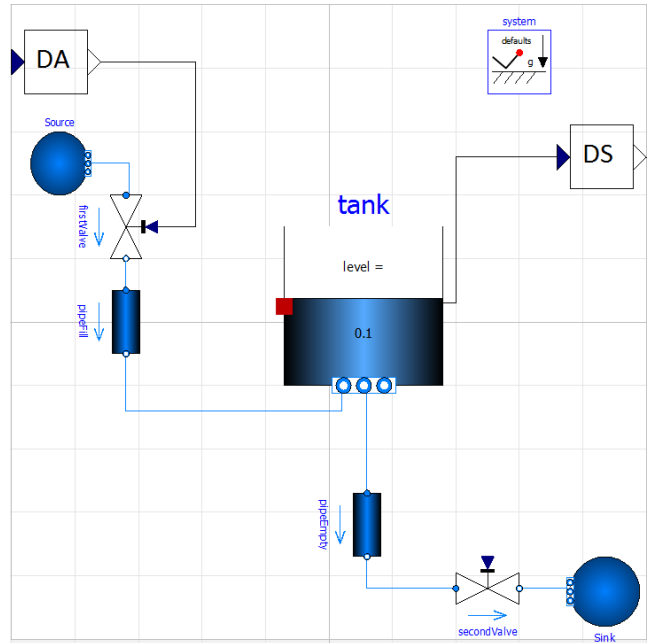 system
defaults
g
DA
Source
DS
firstValve
tank
level =
0.1
pipeFill
pipeEmpty
secondValve
Sink